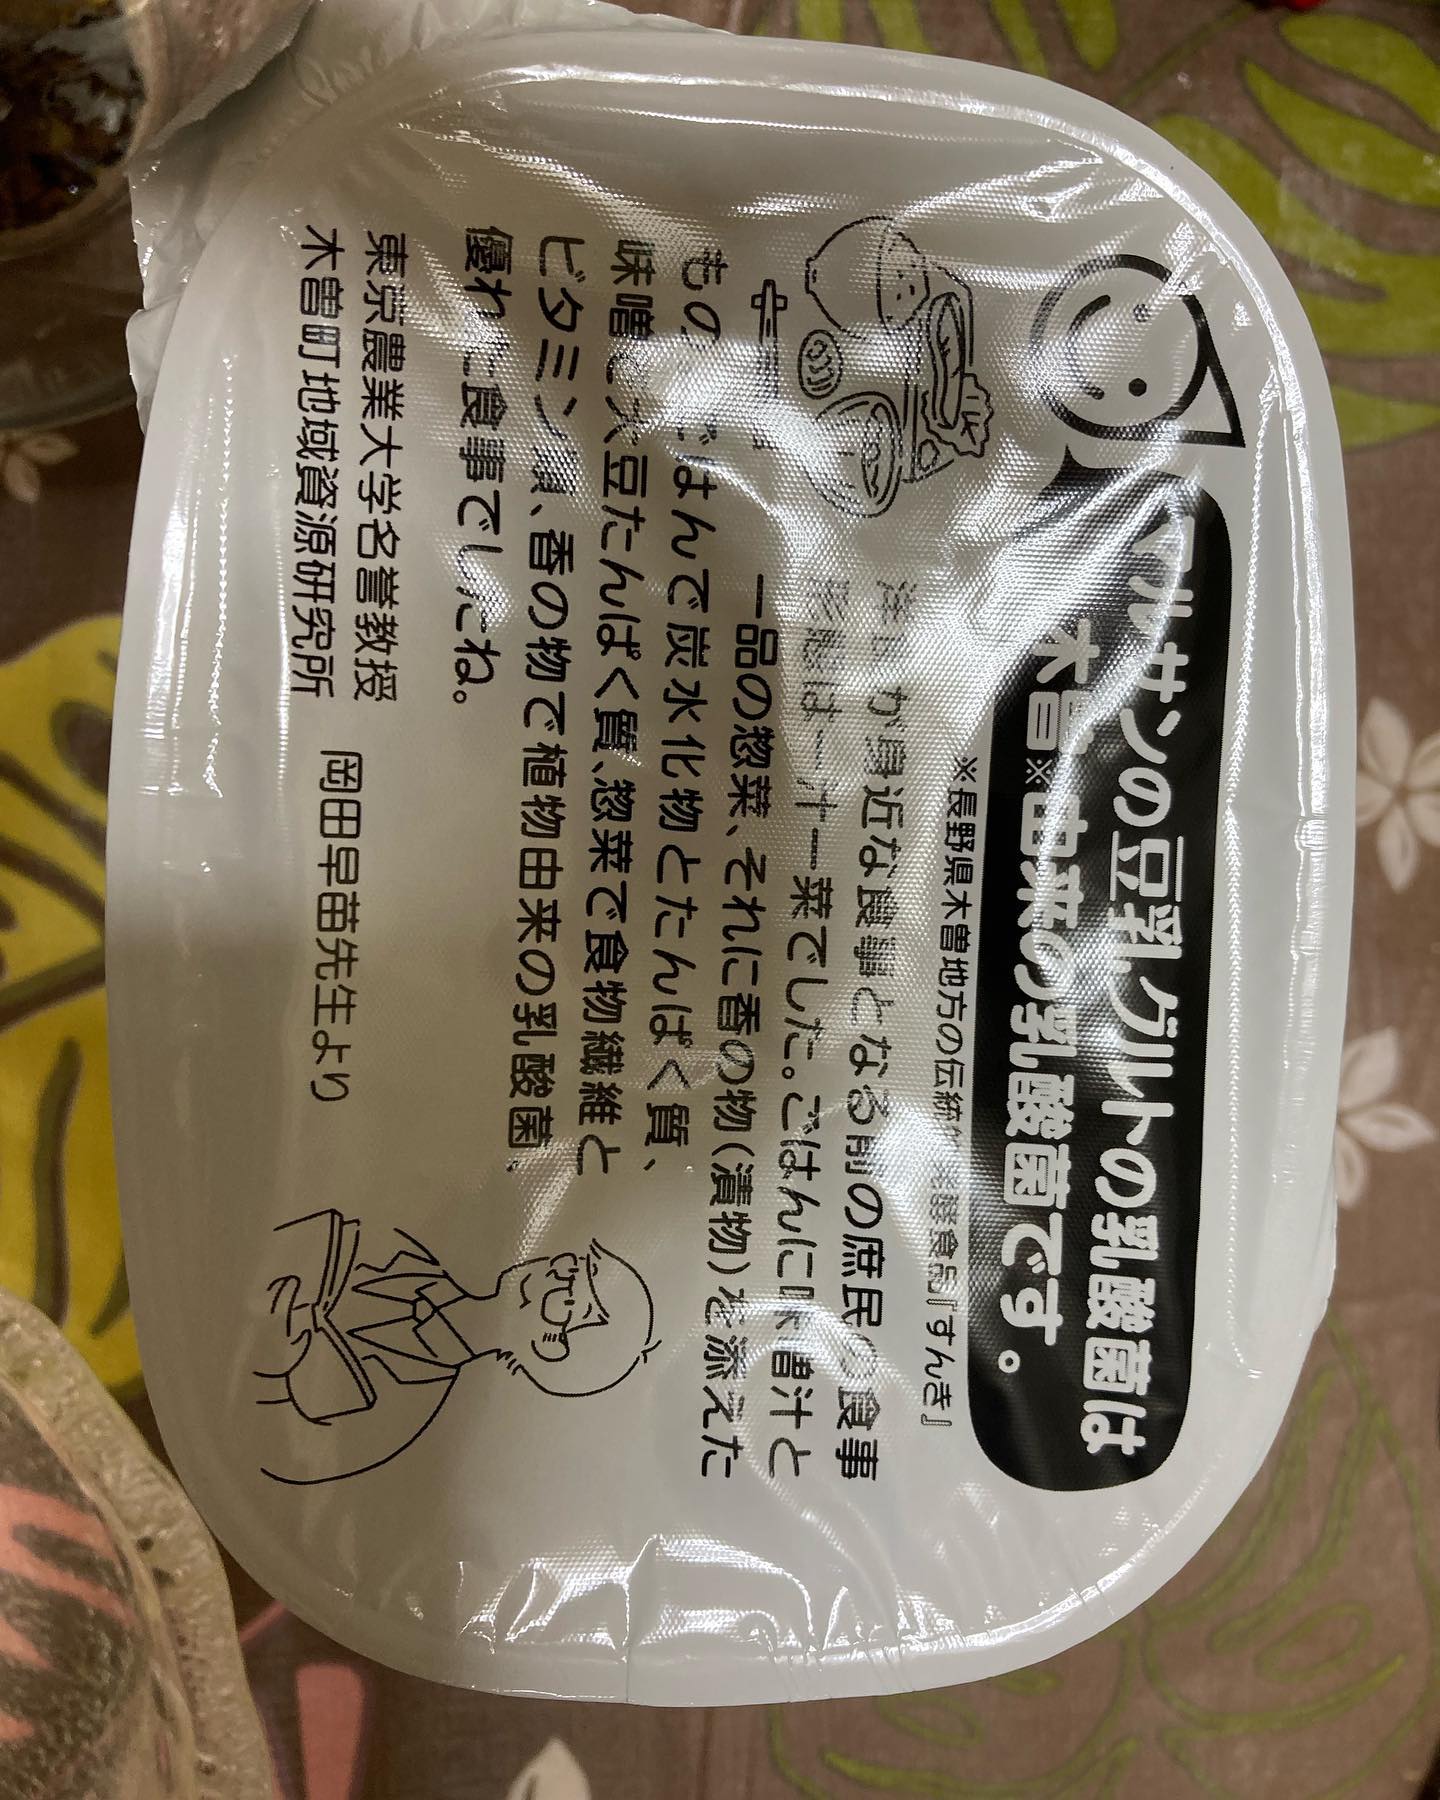 マルサンの豆乳グルトの乳酸菌は
木曽※由来の乳酸菌です。
※長野県木曽地方の伝統 発酵食品「すんき」
が身近な食事となる前の庶民の食事
形態は一汁一菜でした。ごはんに味噌汁と
一品の惣菜、それに香の物(漬物)を添えた
もの。ごはんで炭水化物とたんぱく質、
味噌で大豆たんぱく質、惣菜で食物繊維と
ビタミン類、香の物で植物由来の乳酸菌。
優れた食事でしたね。
東京農業大学名誉教授
木曽町地域資源研究所 岡田早苗先生より